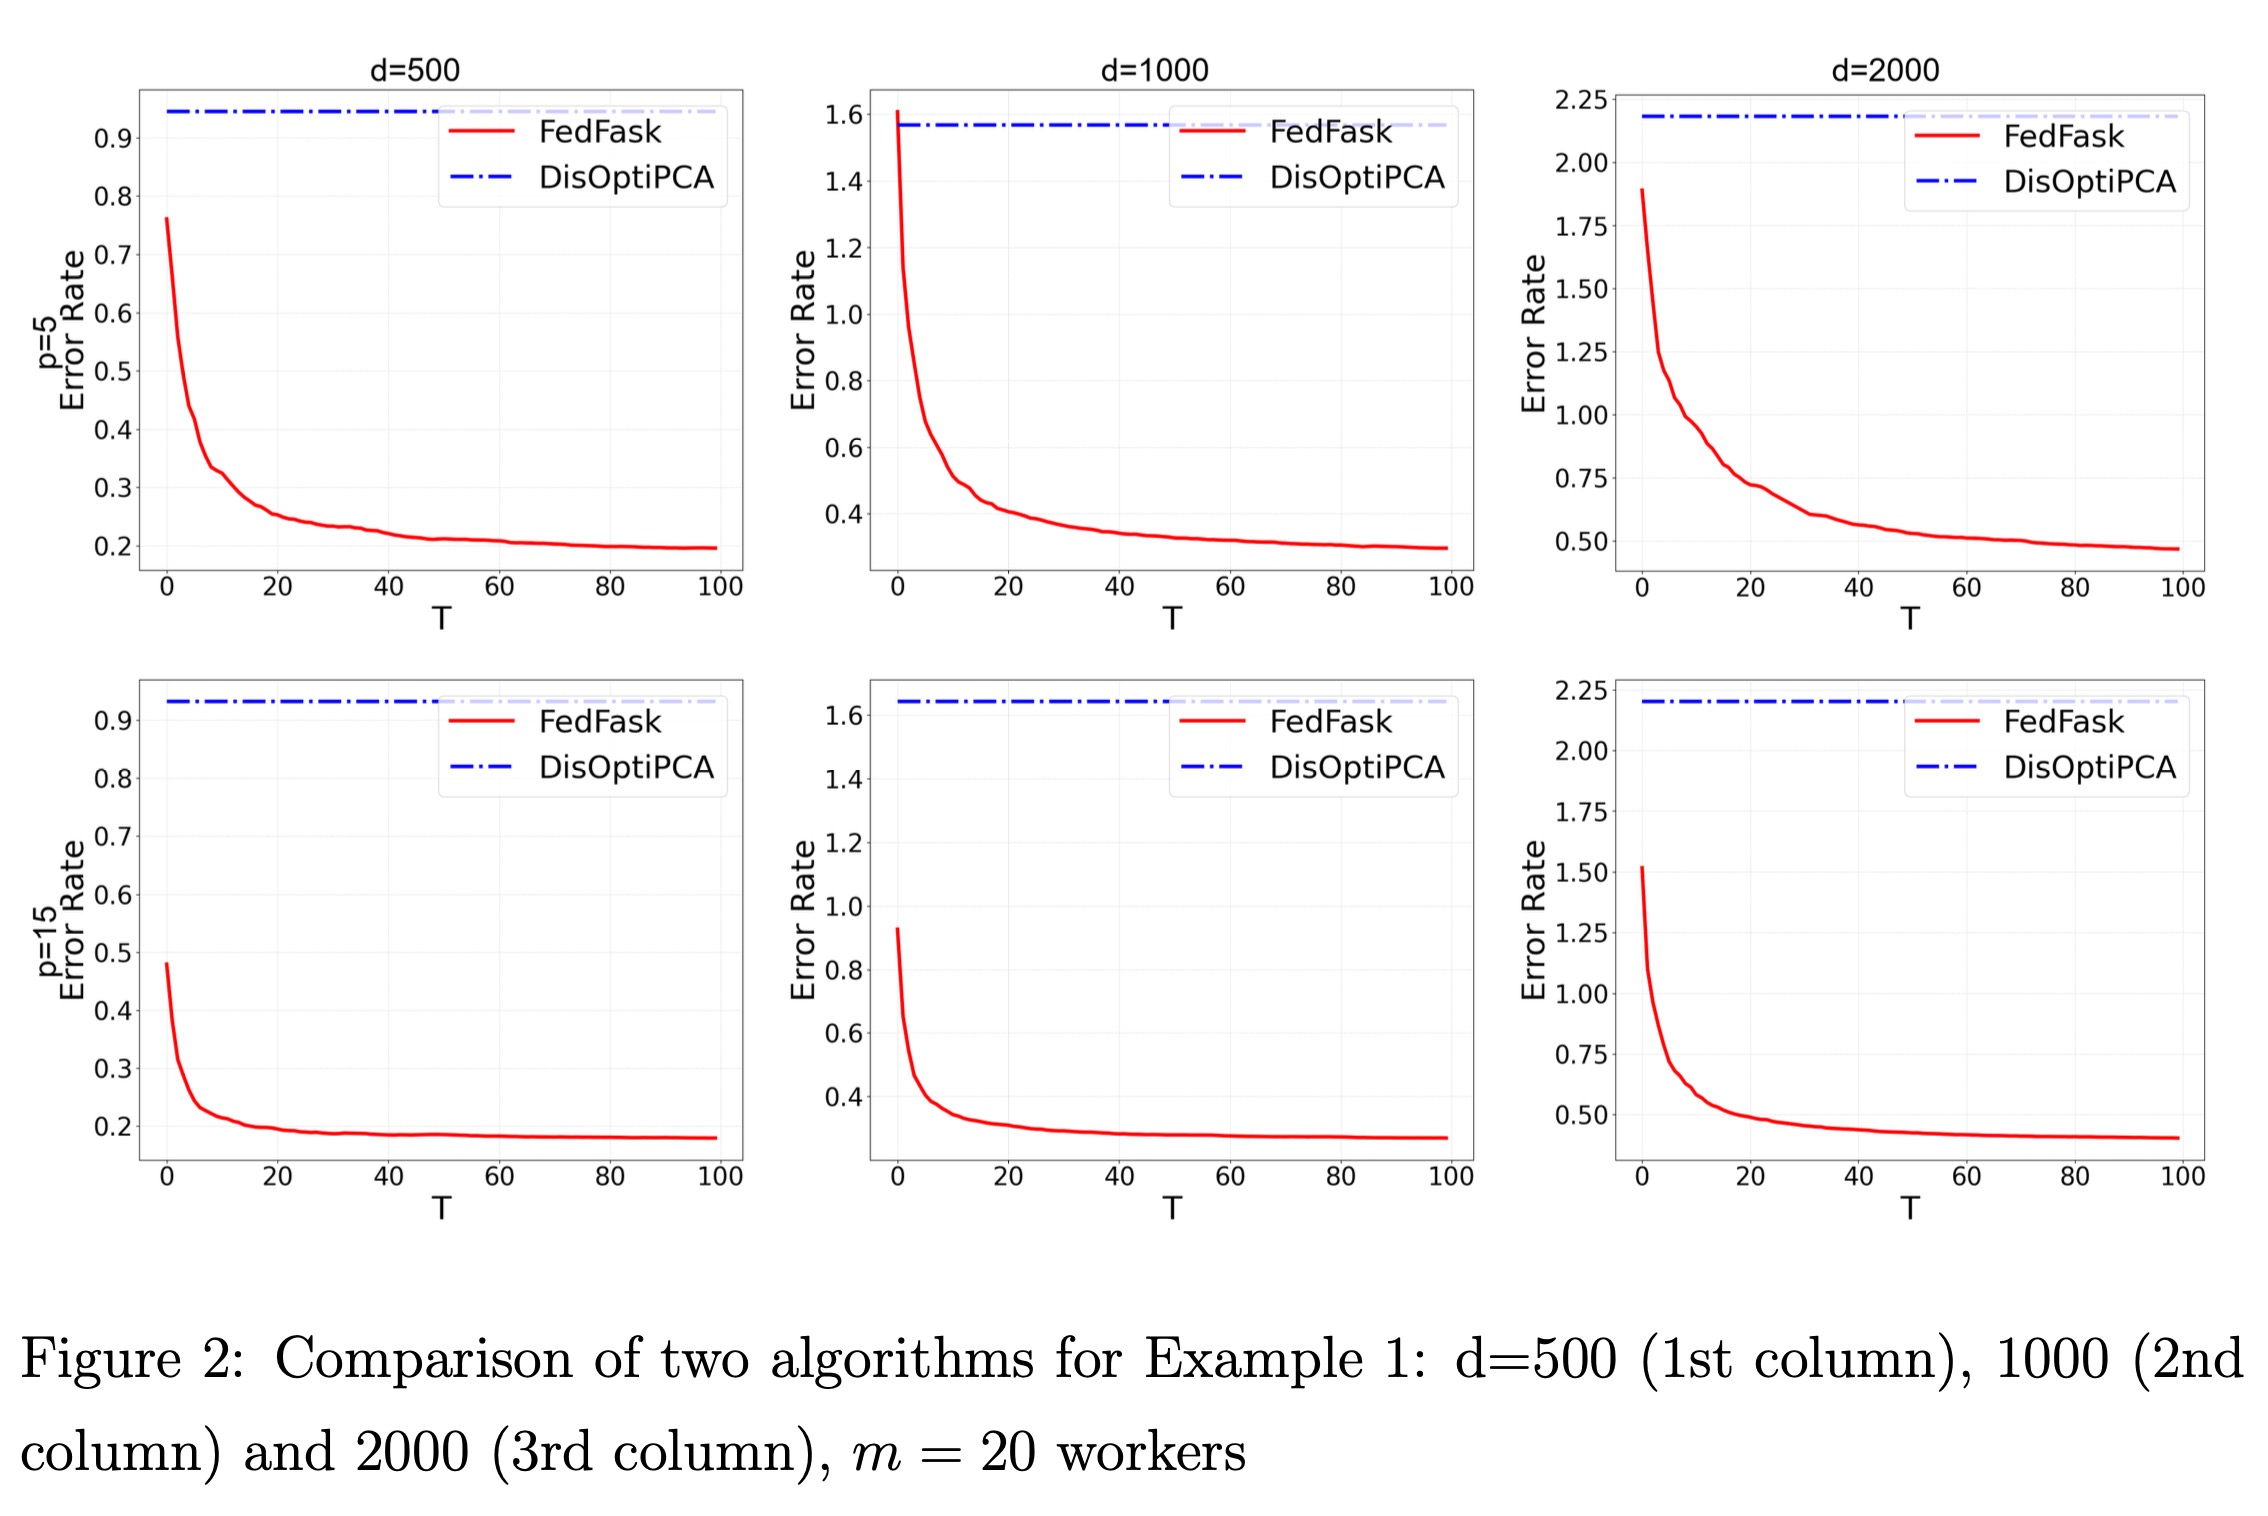 d=500
d=1000
d=2000
p=5
Error Rate
0.9
0.8
0.7
0.6
0.5
0.4
0.3
0.2
0
20
40
60
80
100
T
FedFask
DisOptiPCA
Error Rate
1.6
1.4
1.2
1.0
0.8
0.6
0.4
0
20
40
60
80
100
T
FedFask
DisOptiPCA
Error Rate
2.25
2.00
1.75
1.50
1.25
1.00
0.75
0.50
0
20
40
60
80
100
T
FedFask
DisOptiPCA
p=15
Error Rate
0.9
0.8
0.7
0.6
0.5
0.4
0.3
0.2
0
20
40
60
80
100
T
FedFask
DisOptiPCA
Error Rate
1.6
1.4
1.2
1.0
0.8
0.6
0.4
0
20
40
60
80
100
T
FedFask
DisOptiPCA
Error Rate
2.25
2.00
1.75
1.50
1.25
1.00
0.75
0.50
0
20
40
60
80
100
T
FedFask
DisOptiPCA
Figure 2: Comparison of two algorithms for Example 1: d=500 (1st column), 1000 (2nd
column) and 2000 (3rd column), m = 20 workers